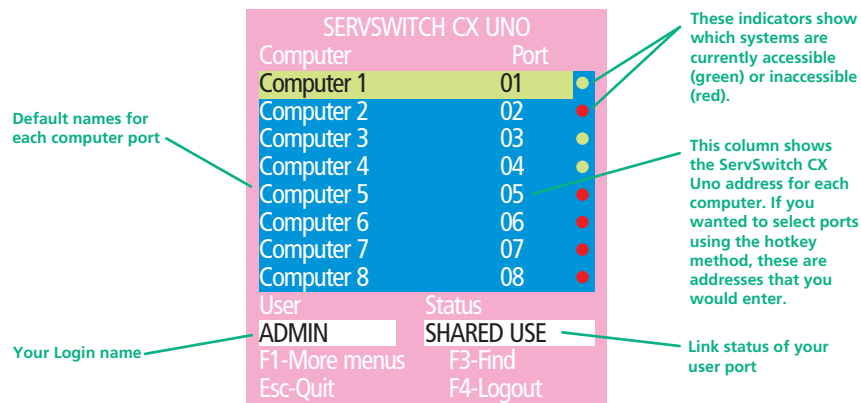 SERVSWITCH CX UNO
Computer Port
Computer 1 01
Computer 2 02
Computer 3 03
Computer 4 04
Computer 5 05
Computer 6 06
Computer 7 07
Computer 8 08
User Status
ADMIN SHARED USE
F1-More menus F3-Find
Esc-Quit F4-Logout
Default names for
each computer port
Your Login name
These indicators show
which systems are
currently accessible
(green) or inaccessible
(red).
This column shows
the ServSwitch CX
Uno address for each
computer. If you
wanted to select ports
using the hotkey
method, these are
addresses that you
would enter.
Link status of your
user port